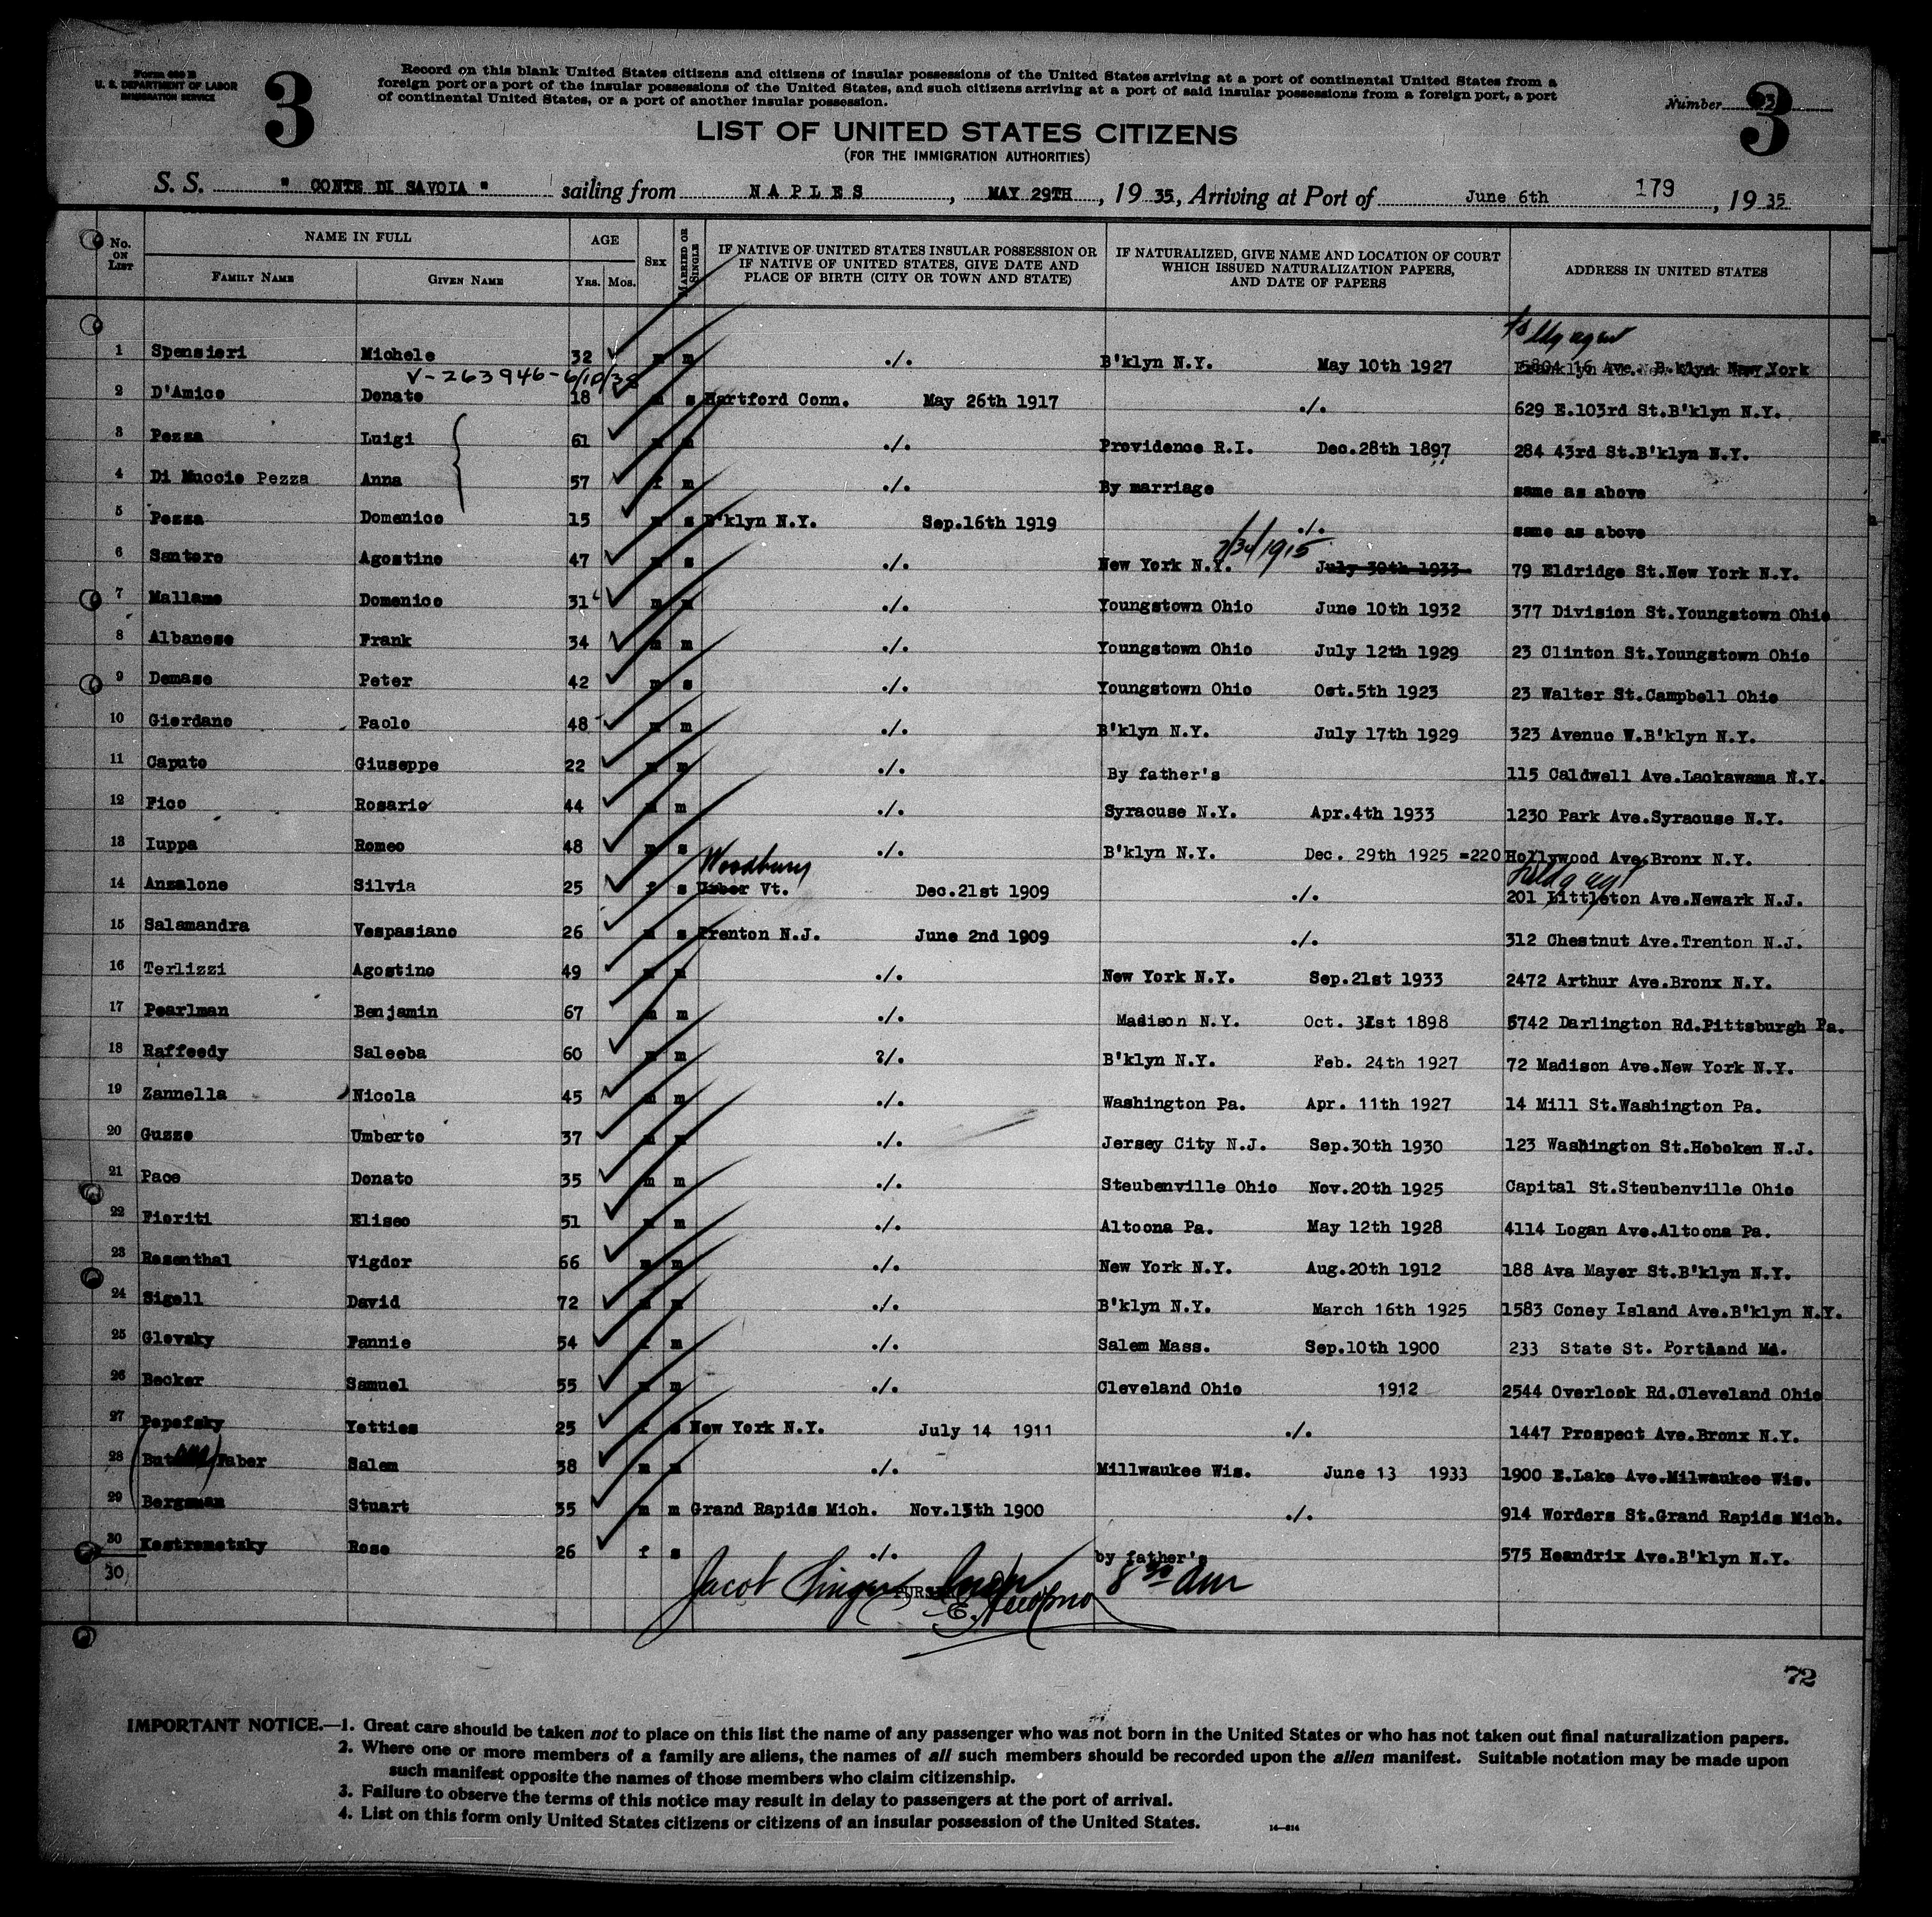 Form 630 B
U. S. DEPARTMENT OF LABOR
IMMIGRATION SERVICE
3
Record on this blank United States citizens and citizens of insular possessions of the United States arriving at a port of continental United States from a
foreign port or a port of the insular possessions of the United States, and such citizens arriving at a port of said insular possessions from a foreign port, a port
of continental United States, or a port of another insular possession.
Number 3
LIST OF UNITED STATES CITIZENS
(FOR THE IMMIGRATION AUTHORITIES)
S. S. " CONTE DI SAVOIA " sailing from NAPLES, MAY 29TH, 1935, Arriving at Port of June 6th 179, 1935
No. ON LIST NAME IN FULL AGE SEX MARRIED OR SINGLE IF NATIVE OF UNITED STATES INSULAR POSSESSION OR IF NATIVE OF UNITED STATES, GIVE DATE AND PLACE OF BIRTH (CITY OR TOWN AND STATE) IF NATURALIZED, GIVE NAME AND LOCATION OF COURT WHICH ISSUED NATURALIZATION PAPERS, AND DATE OF PAPERS ADDRESS IN UNITED STATES
FAMILY NAME GIVEN NAME Yrs. Mos.
1 Spensieri Michele 32 m m ./. B'klyn N.Y. May 10th 1927 5804 16 Ave. B.klyn New York
V-263946-6/10/38
2 D'Amico Donato 18 m s Hartford Conn. May 26th 1917 ./. 629 E.103rd St.B'klyn N.Y.
3 Pezza Luigi 61 m m ./. Providence R.I. Dec.28th 1897 284 43rd St.B'klyn N.Y.
4 Di Muccio Pezza Anna 57 f m ./. By marriage same as above
5 Pezza Domenico 15 m s B'klyn N.Y. Sep.16th 1919 ./. same as above
6 Santoro Agostino 47 m s ./. New York N.Y. July 30th 1933 7/30/1915 79 Eldridge St.New York N.Y.
7 Mallamo Domenico 31 m m ./. Youngstown Ohio June 10th 1932 377 Division St.Youngstown Ohio
8 Albanese Frank 34 m m ./. Youngstown Ohio July 12th 1929 23 Clinton St.Youngstown Ohio
9 Demase Peter 42 m s ./. Youngstown Ohio Oct.5th 1923 23 Walter St.Campbell Ohio
10 Giordano Paolo 48 m m ./. B'klyn N.Y. July 17th 1929 323 Avenue W.B'klyn N.Y.
11 Caputo Giuseppe 22 m m ./. By father's 115 Caldwell Ave.Lackawama N.Y.
12 Fico Rosario 44 m m ./. Syracuse N.Y. Apr.4th 1933 1230 Park Ave.Syracuse N.Y.
13 Iuppa Romeo 48 m s ./. B'klyn N.Y. Dec. 29th 1925 =220 Hollywood Ave.Bronx N.Y.
Woodbury
14 Anzalone Silvia 25 f s Vt. Dec.21st 1909 ./. 201 Littleton Ave.Newark N.J.
15 Salamandra Vespasiano 26 m s Trenton N.J. June 2nd 1909 ./. 312 Chestnut Ave.Trenton N.J.
16 Terlizzi Agostino 49 m m ./. New York N.Y. Sep.21st 1933 2472 Arthur Ave.Bronx N.Y.
17 Pearlman Benjamin 67 m m ./. Madison N.Y. Oct. 31st 1898 5742 Darlington Rd.Pittsburgh Pa.
18 Raffeedy Saleeba 60 m m ?/. B'klyn N.Y. Feb. 24th 1927 72 Madison Ave.New York N.Y.
19 Zannella Nicola 45 m m ./. Washington Pa. Apr. 11th 1927 14 Mill St.Washington Pa.
20 Guzzo Umberto 37 m m ./. Jersey City N.J. Sep.30th 1930 123 Washington St.Hoboken N.J.
21 Pace Donato 35 m m ./. Steubenville Ohio Nov.20th 1925 Capital St.Steubenville Ohio
22 Fioriti Eliseo 51 m m ./. Altoona Pa. May 12th 1928 4114 Logan Ave.Altoona Pa.
23 Rosenthal Vigdor 66 m m ./. New York N.Y. Aug.20th 1912 188 Ava Mayer St.B'klyn N.Y.
24 Sigell David 72 m m ./. B'klyn N.Y. March 16th 1925 1583 Coney Island Ave.B'klyn N.Y.
25 Glovsky Fannie 54 f m ./. Salem Mass. Sep.10th 1900 233 State St. Portland
26 Becker Samuel 55 m m ./. Cleveland Ohio 1912 2544 Overlook Rd.Cleveland Ohio
27 Popofsky Yetties 25 f s New York N.Y. July 14 1911 ./. 1447 Prospect Ave.Bronx N.Y.
28 Faber Salem 38 m m ./. Millwaukee Wis. June 13 1933 1900 E.Lake Ave.Milwaukee Wis.
29 Bergsman Stuart 35 m m Grand Rapids Mich. Nov.13th 1900 ./. 914 Worders St.Grand Rapids Mich.
30 Kostrometzky Rose 26 f s ./. by father's 575 Heandrix Ave.B'klyn N.Y.
30 Jacob Singer PURSER 8 30 am
72
IMPORTANT NOTICE.—1. Great care should be taken not to place on this list the name of any passenger who was not born in the United States or who has not taken out final naturalization papers.
2. Where one or more members of a family are aliens, the names of all such members should be recorded upon the alien manifest. Suitable notation may be made upon
such manifest opposite the names of those members who claim citizenship.
3. Failure to observe the terms of this notice may result in delay to passengers at the port of arrival.
4. List on this form only United States citizens or citizens of an insular possession of the United States.
14—814